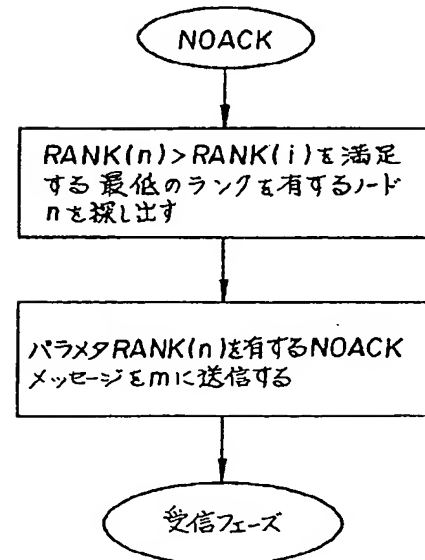 NOACK
RANK(n)>RANK(i)を満足
する最低のランクを有するノード
nを探し出す
パラメタRANK(n)を有するNOACK
メッセージをmに送信する
受信フェーズ